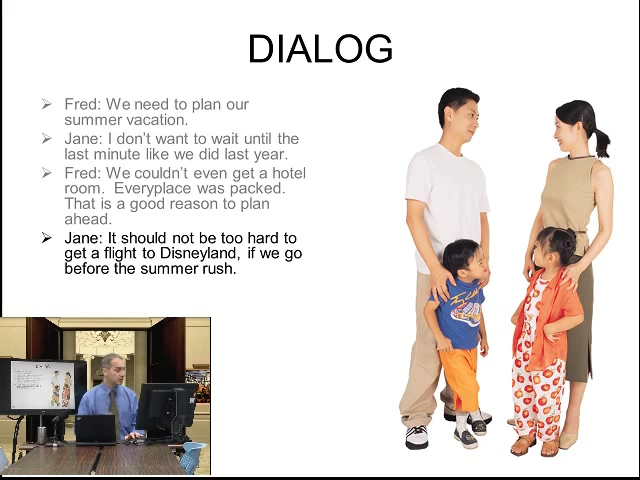 DIALOG
Fred: We need to plan our
summer vacation.
Jane: I don't want to wait until the
last minute like we did last year.
Fred: We couldn't even get a hotel
room.  Everyplace was packed.
That is a good reason to plan
ahead.
Jane: It should not be too hard to
get a flight to Disneyland, if we go
before the summer rush.